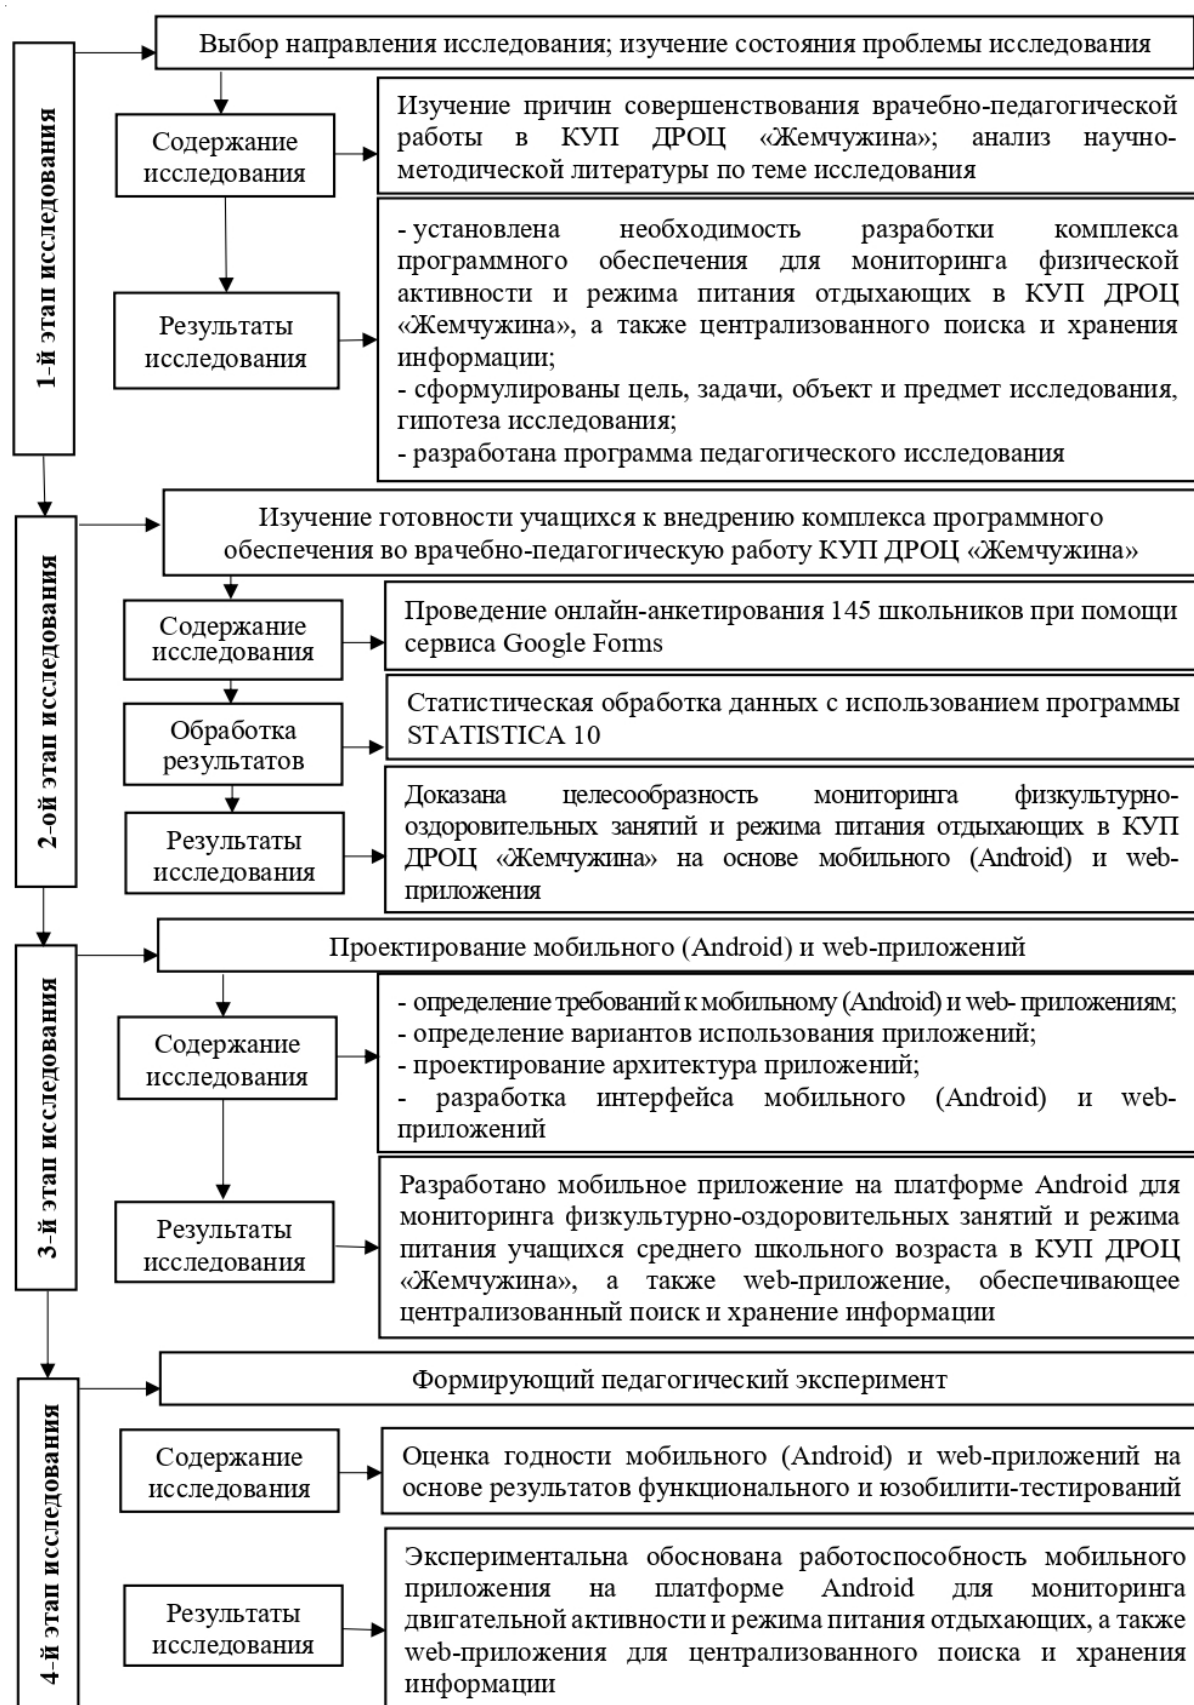 1-й этап исследования
Выбор направления исследования; изучение состояния проблемы исследования
Содержание
исследования
Изучение причин совершенствования врачебно-педагогической
работы в КУП ДРОЦ «Жемчужина»; анализ научно-
методической литературы по теме исследования
Результаты
исследования
- установлена необходимость разработки комплекса
программного обеспечения для мониторинга физической
активности и режима питания отдыхающих в КУП ДРОЦ
«Жемчужина», а также централизованного поиска и хранения
информации;
- сформулированы цель, задачи, объект и предмет исследования,
гипотеза исследования;
- разработана программа педагогического исследования
2-ой этап исследования
Изучение готовности учащихся к внедрению комплекса программного
обеспечения во врачебно-педагогическую работу КУП ДРОЦ «Жемчужина»
Содержание
исследования
Проведение онлайн-анкетирования 145 школьников при помощи
сервиса Google Forms
Обработка
результатов
Статистическая обработка данных с использованием программы
STATISTICA 10
Результаты
исследования
Доказана целесообразность мониторинга физкультурно-
оздоровительных занятий и режима питания отдыхающих в КУП
ДРОЦ «Жемчужина» на основе мобильного (Android) и web-
приложения
3-й этап исследования
Проектирование мобильного (Android) и web-приложений
Содержание
исследования
- определение требований к мобильному (Android) и web- приложениям;
- определение вариантов использования приложений;
- проектирование архитектура приложений;
- разработка интерфейса мобильного (Android) и web-
приложений
Результаты
исследования
Разработано мобильное приложение на платформе Android для
мониторинга физкультурно-оздоровительных занятий и режима
питания учащихся среднего школьного возраста в КУП ДРОЦ
«Жемчужина», а также web-приложение, обеспечивающее
централизованный поиск и хранение информации
4-й этап исследования
Формирующий педагогический эксперимент
Содержание
исследования
Оценка годности мобильного (Android) и web-приложений на
основе результатов функционального и юзобилити-тестирований
Результаты
исследования
Экспериментальна обоснована работоспособность мобильного
приложения на платформе Android для мониторинга
двигательной активности и режима питания отдыхающих, а также
web-приложения для централизованного поиска и хранения
информации